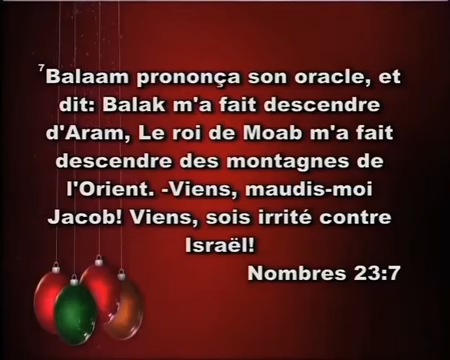 7Balaam prononça son oracle, et
dit: Balak m'a fait descendre
d'Aram, Le roi de Moab m'a fait
descendre des montagnes de
l'Orient. -Viens, maudis-moi
Jacob! Viens, sois irrité contre
Israël!
Nombres 23:7